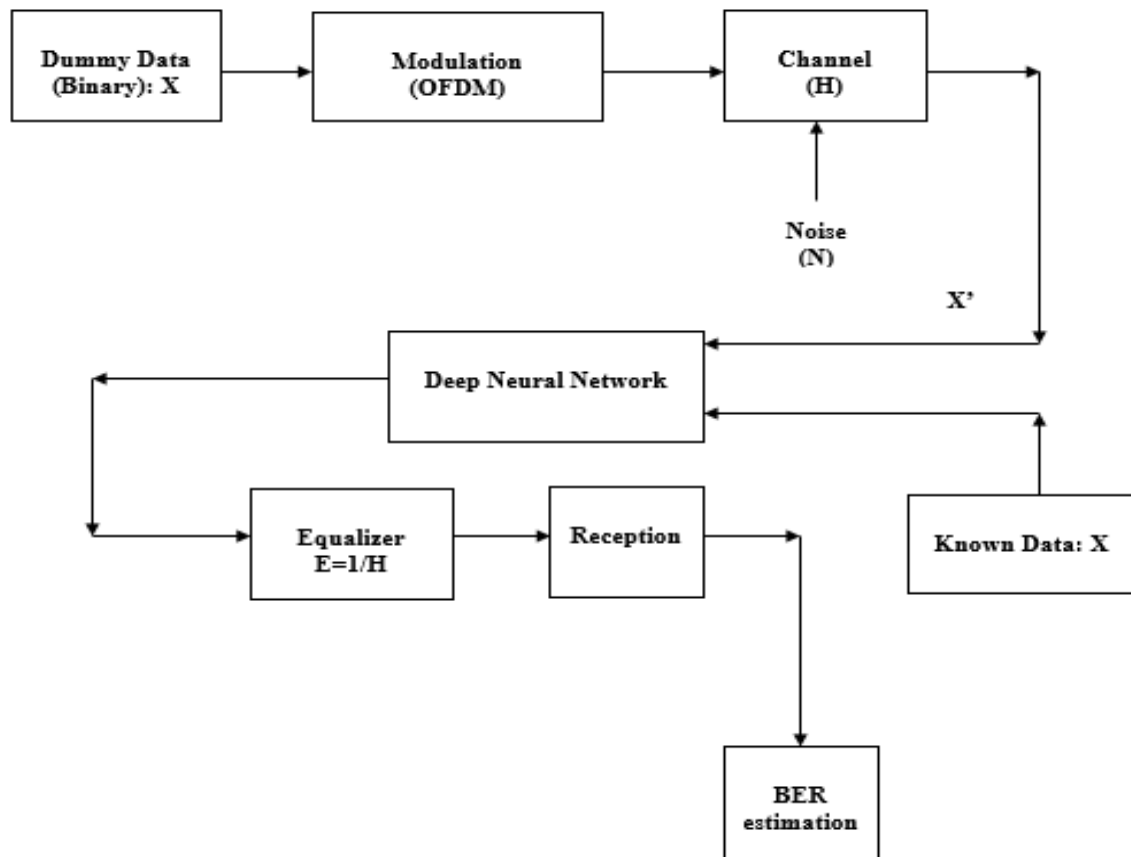 Dummy Data
(Binary): X
Modulation
(OFDM)
Channel
(H)
Noise
(N)
X’
Deep Neural Network
Equalizer
E=1/H
Reception
Known Data: X
BER
estimation